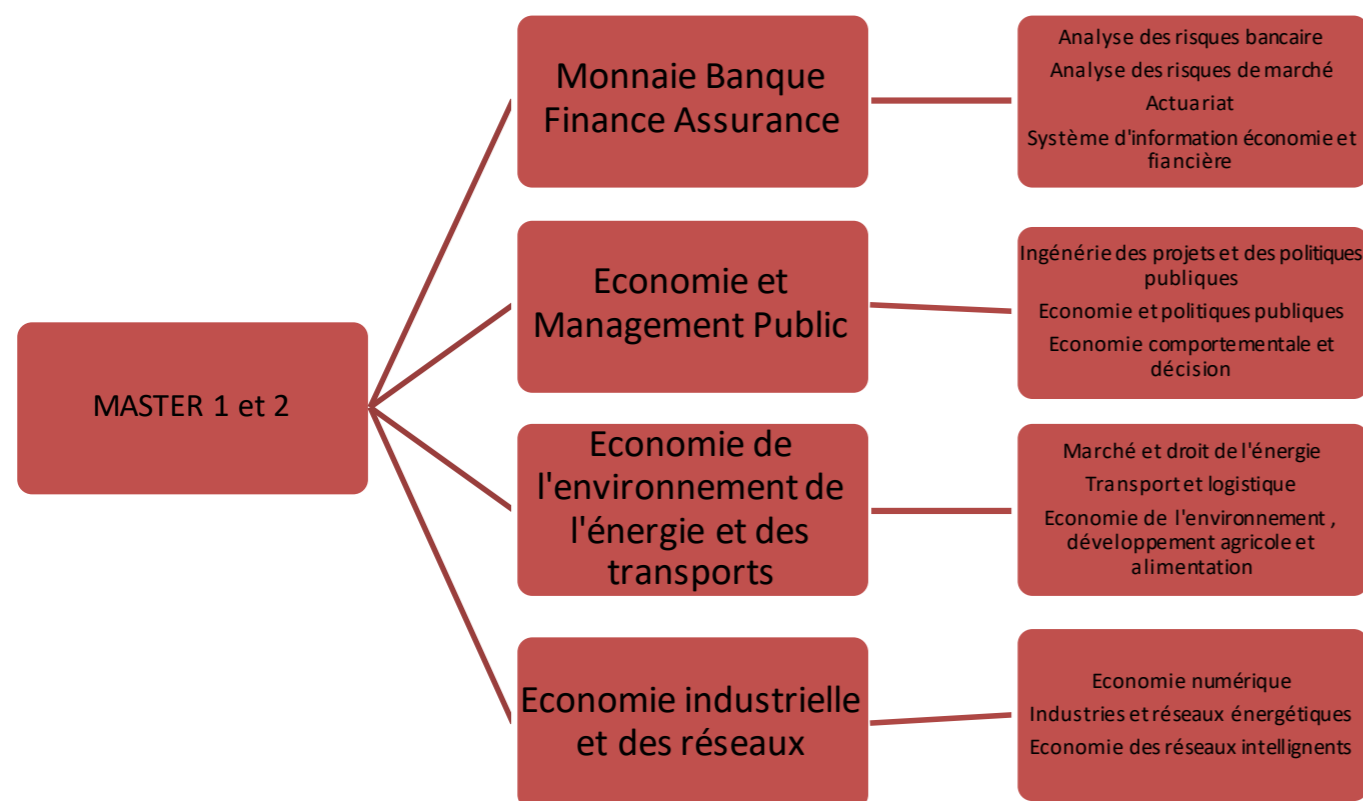 MASTER 1 et 2
Monnaie Banque
Finance Assurance
Analyse des risques bancaire
Analyse des risques de marché
Actuariat
Système d'information économie et
fiancière
Economie et
Management Public
Ingénérie des projets et des politiques
publiques
Economie et politiques publiques
Economie comportementale et
décision
Economie de
l'environnement de
l'énergie et des
transports
Marché et droit de l'énergie
Transport et logistique
Economie de l'environnement ,
développement agricole et
alimentation
Economie industrielle
et des réseaux
Economie numérique
Industries et réseaux énergétiques
Economie des réseaux intellignents